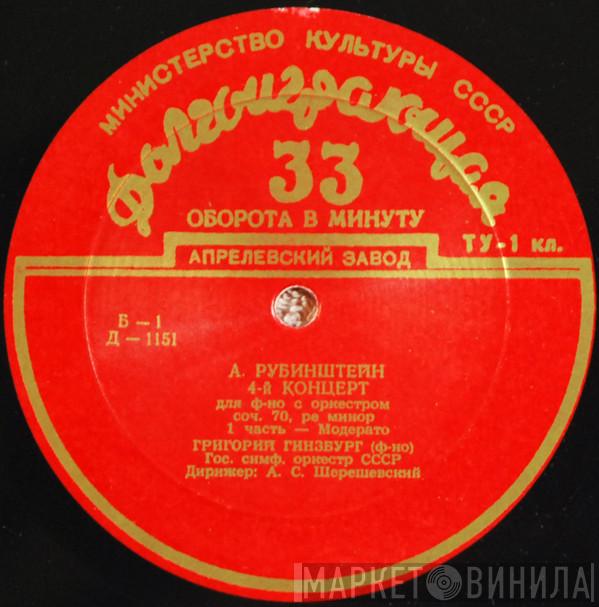 МИНИСТЕРСТВО КУЛЬТУРЫ СССР
Долгоиграющая
33
ОБОРОТА В МИНУТУ
ТУ-1 кл.
АПРЕЛЕВСКИЙ ЗАВОД
Б — 1
Д — 1151
А. РУБИНШТЕЙН
4-й КОНЦЕРТ
для ф-но с оркестром
соч. 70, ре минор
1 часть — Модерато
ГРИГОРИЙ ГИНЗБУРГ (ф-но)
Гос. симф. оркестр СССР
Дирижер: А. С. Шерешевский
МАРКЕТ ВИНИЛА